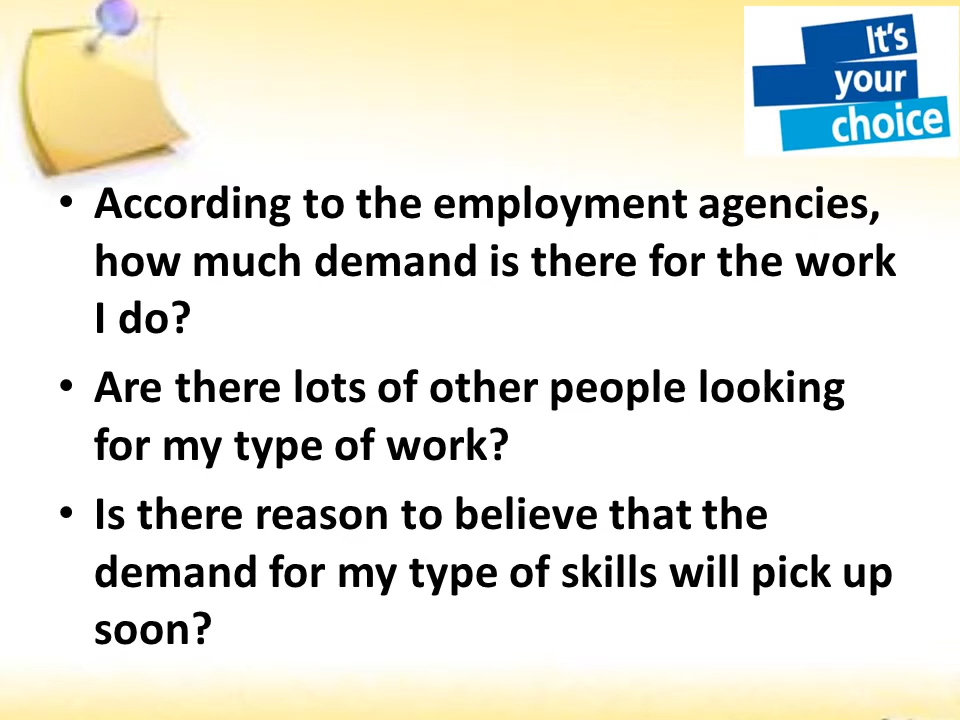 It's
your
choice
• According to the employment agencies,
how much demand is there for the work
I do?
• Are there lots of other people looking
for my type of work?
• Is there reason to believe that the
demand for my type of skills will pick up
soon?